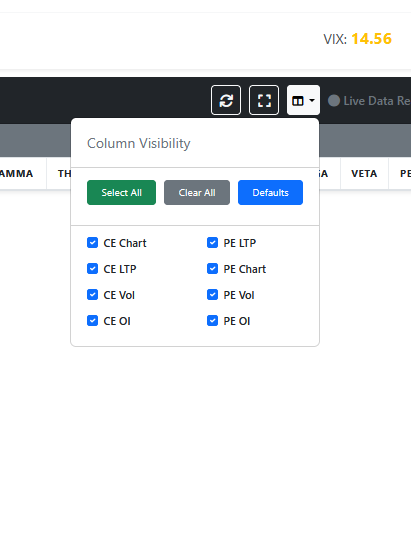 VIX: 14.56
Live Data Re
Column Visibility
AMMA TH GA VETA PE
Select All Clear All Defaults
CE Chart PE LTP
CE LTP PE Chart
CE Vol PE Vol
CE OI PE OI